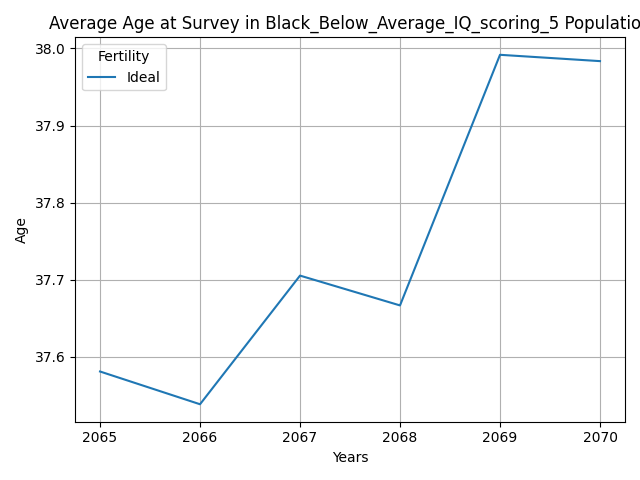 Average Age at Survey in Black_Below_Average_IQ_scoring_5 Populatio
Fertility
Ideal
38.0
37.9
37.8
37.7
37.6
Age
2065 2066 2067 2068 2069 2070
Years